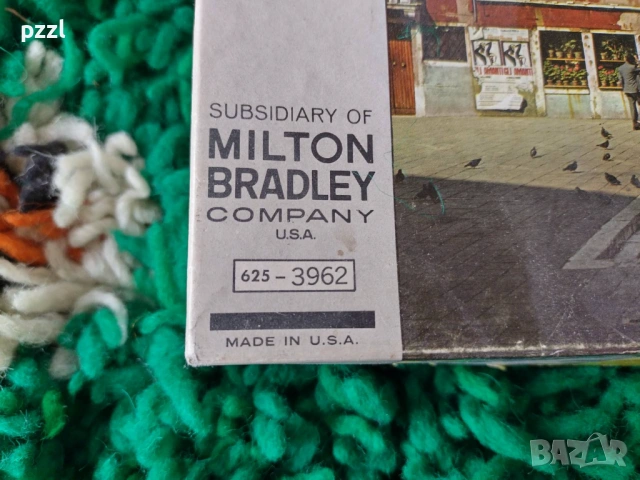 pzzl
SUBSIDIARY OF
MILTON
BRADLEY
COMPANY
U.S.A.
625 – 3962
MADE IN U.S.A.
BAZAR